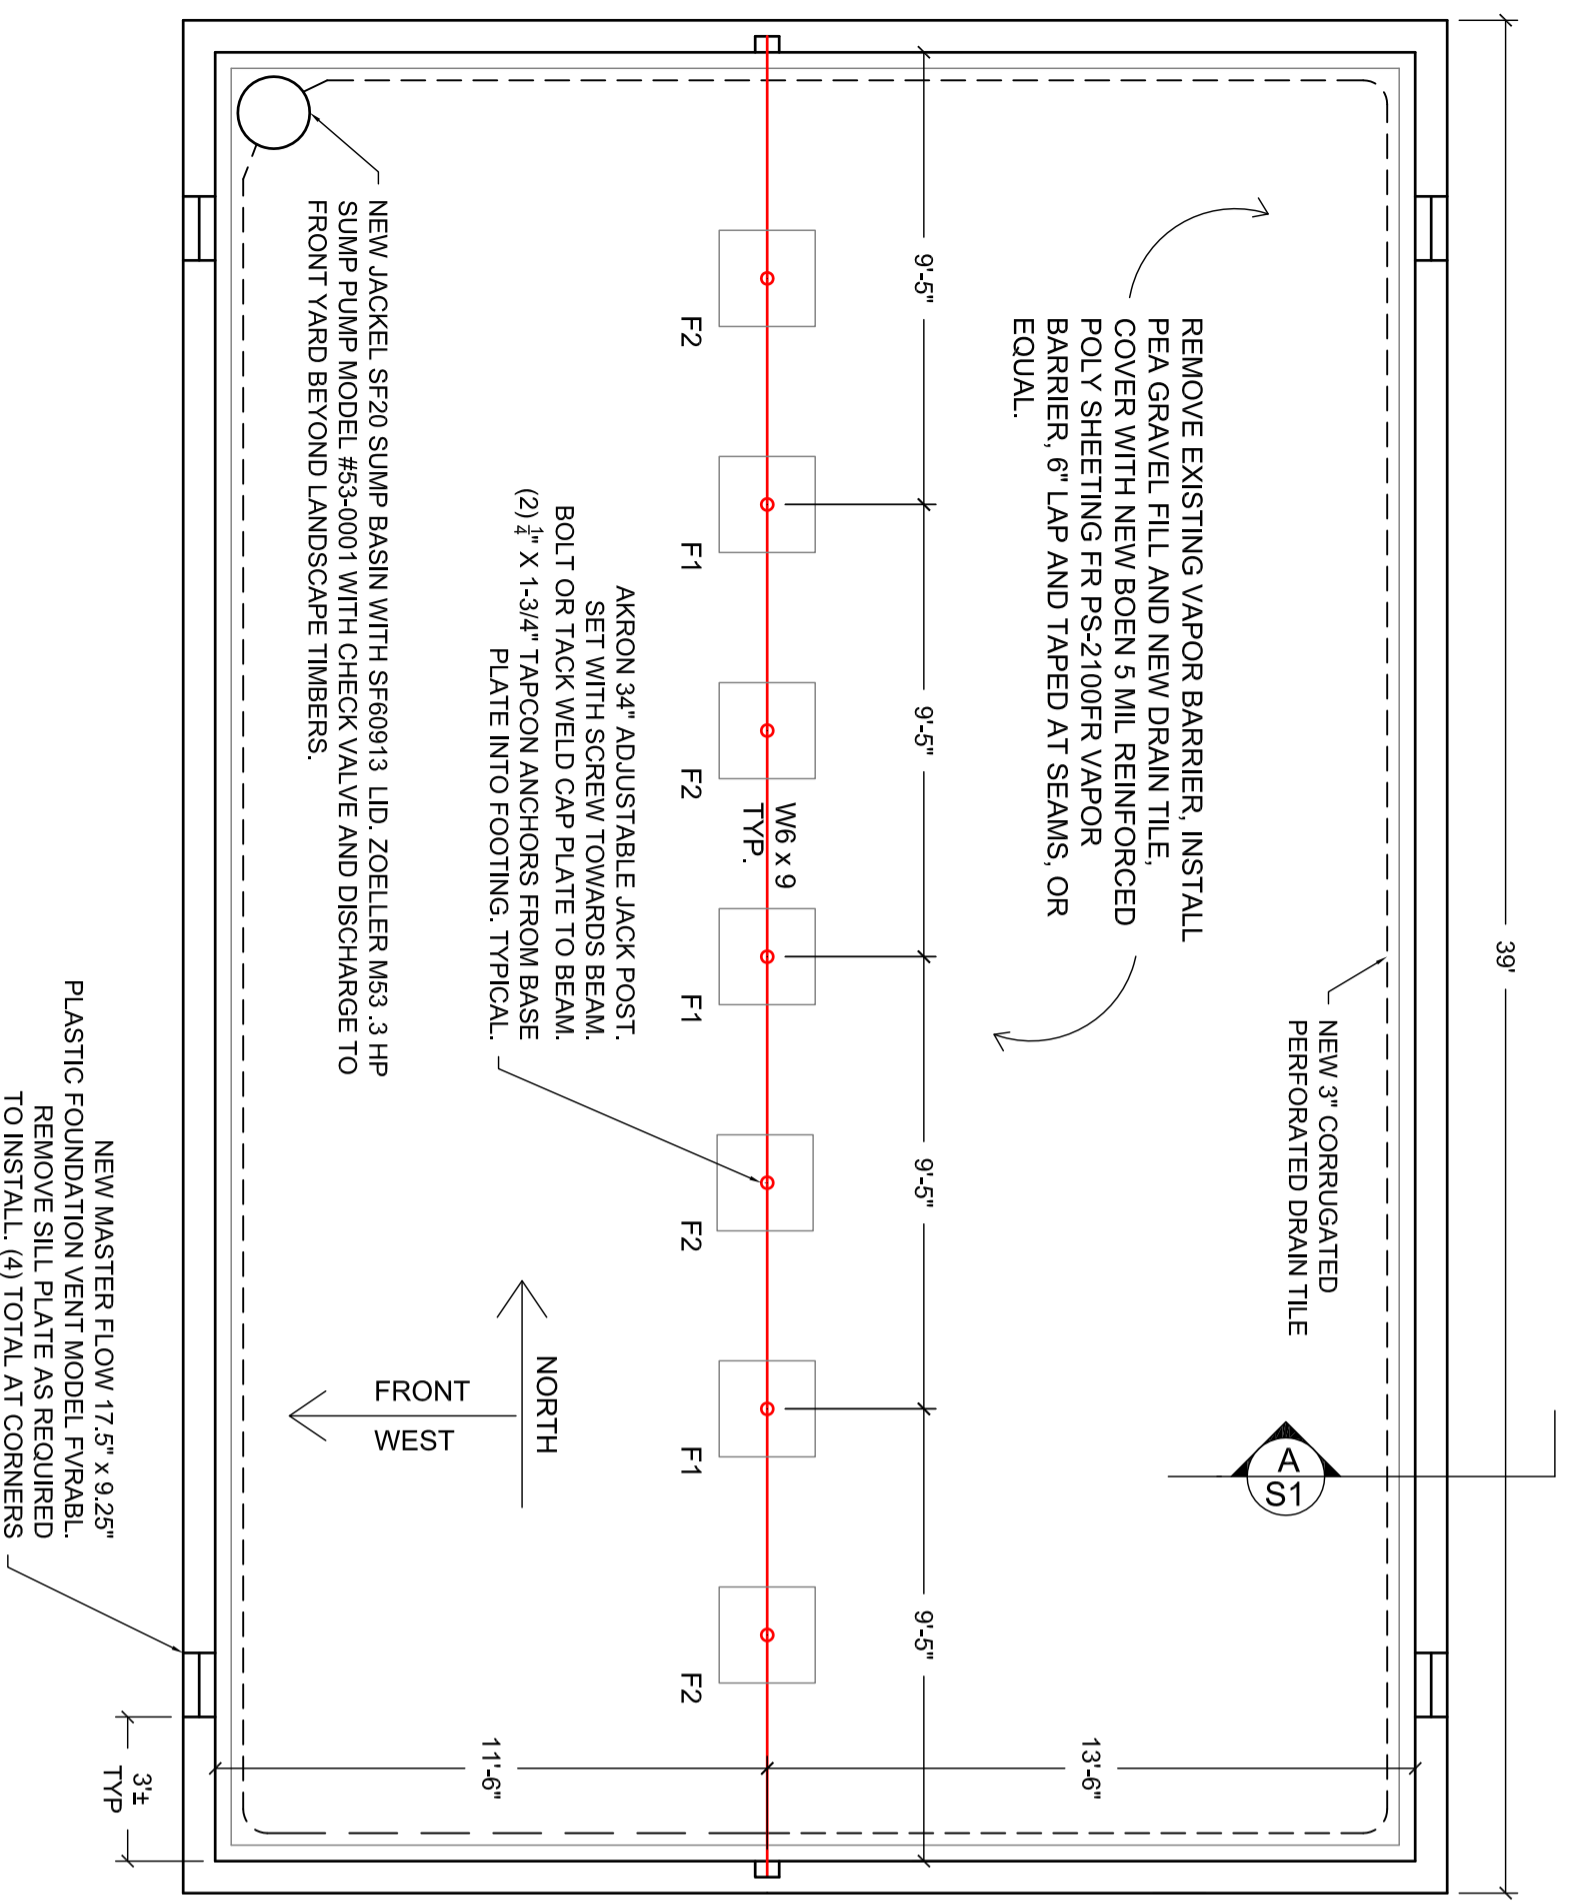 39'
NEW 3" CORRUGATED
PERFORATED DRAIN TILE
A
S1
REMOVE EXISTING VAPOR BARRIER, INSTALL
PEA GRAVEL FILL AND NEW DRAIN TILE,
COVER WITH NEW BOEN 5 MIL REINFORCED
POLY SHEETING FR PS-2100FR VAPOR
BARRIER, 6" LAP AND TAPED AT SEAMS, OR
EQUAL.
13'-6"
9'-5"
9'-5"
9'-5"
9'-5"
W6 x 9
TYP.
F2
F1
F2
F1
F2
F1
F2
AKRON 34" ADJUSTABLE JACK POST.
SET WITH SCREW TOWARDS BEAM.
BOLT OR TACK WELD CAP PLATE TO BEAM.
(2) 1/4" X 1-3/4" TAPCON ANCHORS FROM BASE
PLATE INTO FOOTING. TYPICAL.
NORTH
FRONT
WEST
11'-6"
NEW JACKEL SF20 SUMP BASIN WITH SF60913 LID. ZOELLER M53 .3 HP
SUMP PUMP MODEL #53-0001 WITH CHECK VALVE AND DISCHARGE TO
FRONT YARD BEYOND LANDSCAPE TIMBERS.
3'±
TYP
NEW MASTER FLOW 17.5" x 9.25"
PLASTIC FOUNDATION VENT MODEL FVRABL.
REMOVE SILL PLATE AS REQUIRED
TO INSTALL. (4) TOTAL AT CORNERS